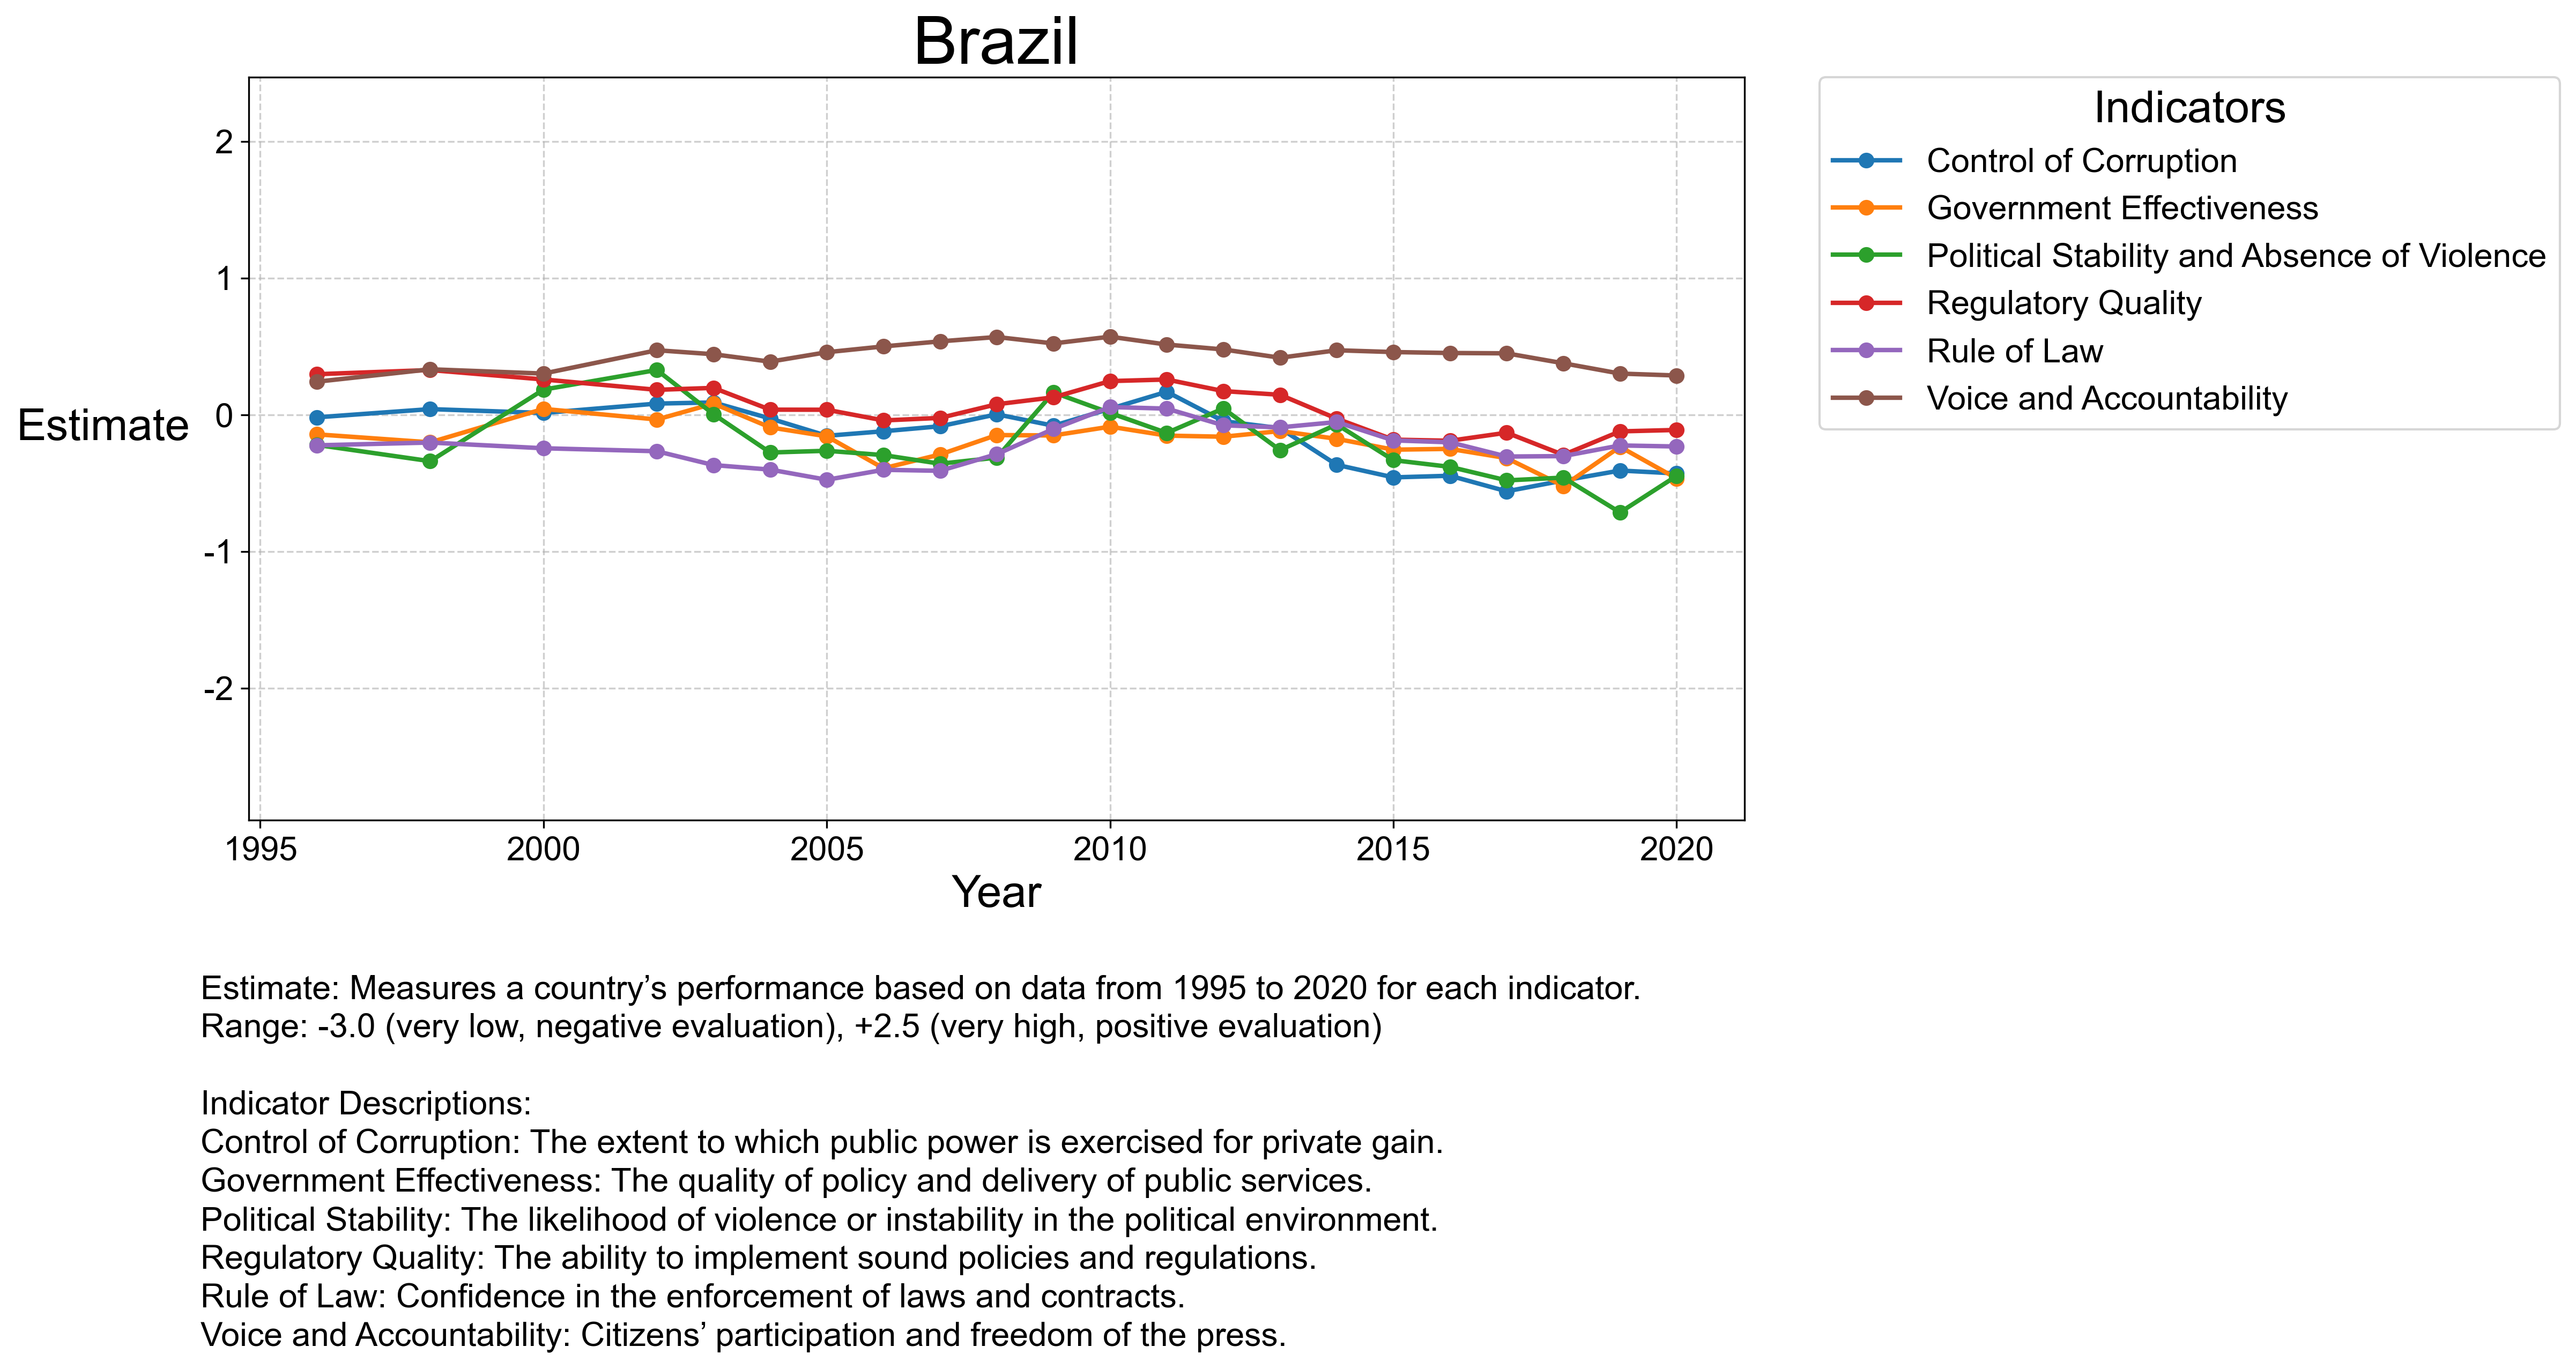 Brazil
Indicators
Control of Corruption
Government Effectiveness
Political Stability and Absence of Violence
Regulatory Quality
Rule of Law
Voice and Accountability
Estimate
2
1
0
-1
-2
1995 2000 2005 2010 2015 2020
Year
Estimate: Measures a country’s performance based on data from 1995 to 2020 for each indicator.
Range: -3.0 (very low, negative evaluation), +2.5 (very high, positive evaluation)
Indicator Descriptions:
Control of Corruption: The extent to which public power is exercised for private gain.
Government Effectiveness: The quality of policy and delivery of public services.
Political Stability: The likelihood of violence or instability in the political environment.
Regulatory Quality: The ability to implement sound policies and regulations.
Rule of Law: Confidence in the enforcement of laws and contracts.
Voice and Accountability: Citizens’ participation and freedom of the press.